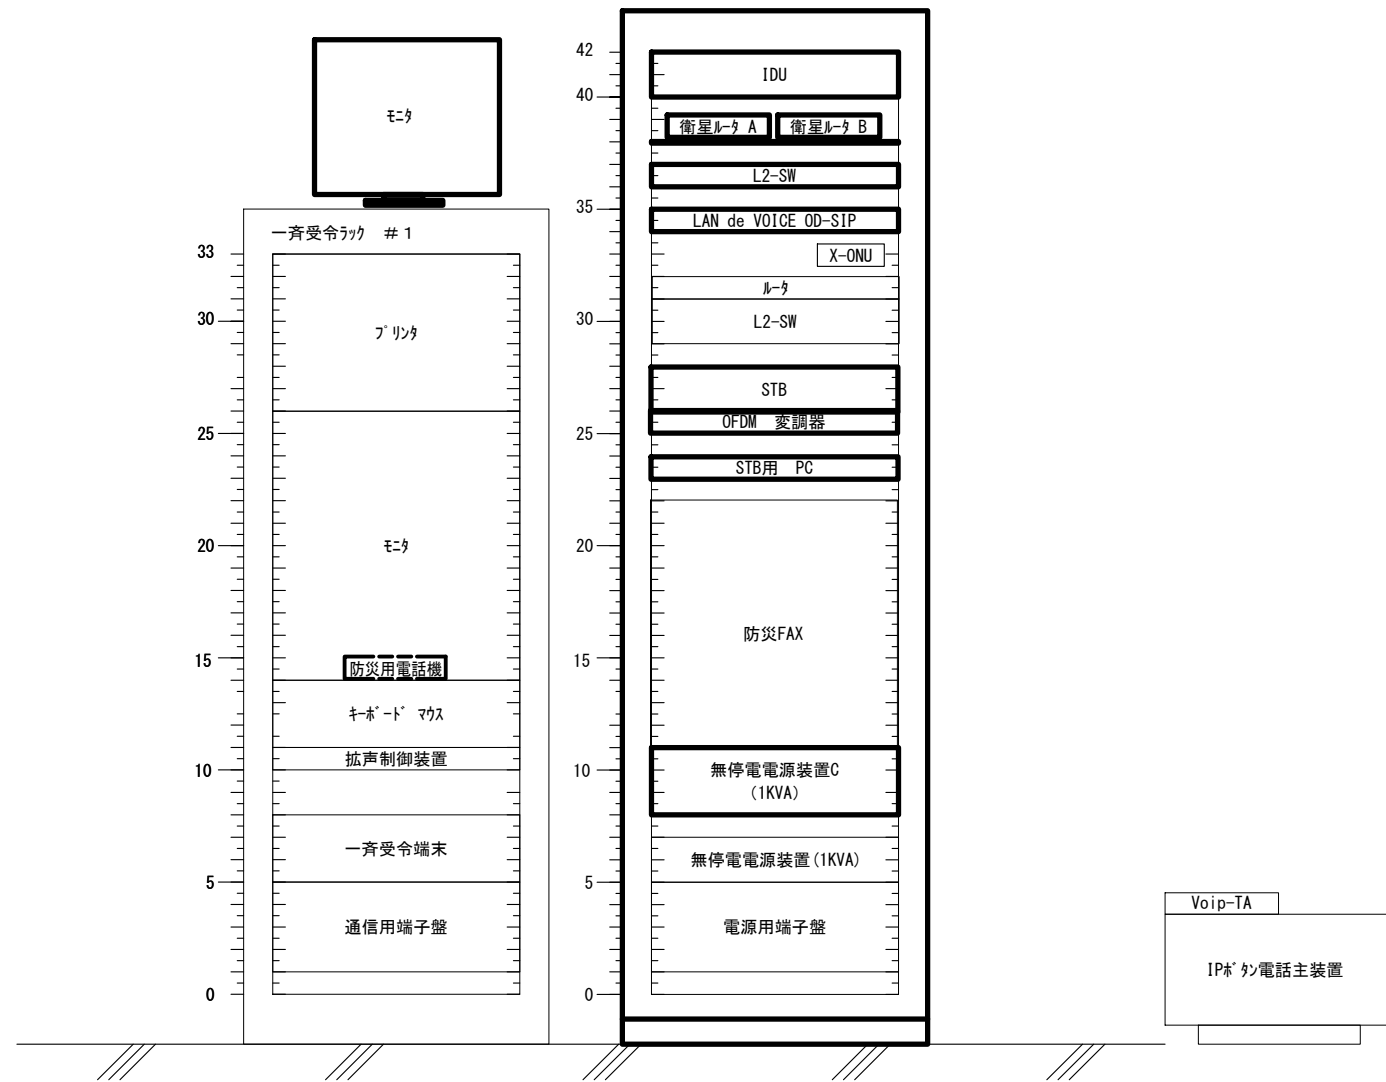 ﾓﾆﾀ
一斉受令ﾗｯｸ　＃１
33
30
25
20
15
10
5
0
ﾌﾟﾘﾝﾀ
ﾓﾆﾀ
防災用電話機
ｷｰﾎﾞｰﾄﾞ ﾏｳｽ
拡声制御装置
一斉受令端末
通信用端子盤
42
40
35
30
25
20
15
10
5
0
IDU
衛星ﾙｰﾀ A
衛星ﾙｰﾀ B
L2-SW
LAN de VOICE OD-SIP
X-ONU
ﾙｰﾀ
L2-SW
STB
OFDM　変調器
STB用　PC
防災FAX
無停電電源装置C
(1KVA)
無停電電源装置(1KVA)
電源用端子盤
Voip-TA
IPﾎﾞﾀﾝ電話主装置